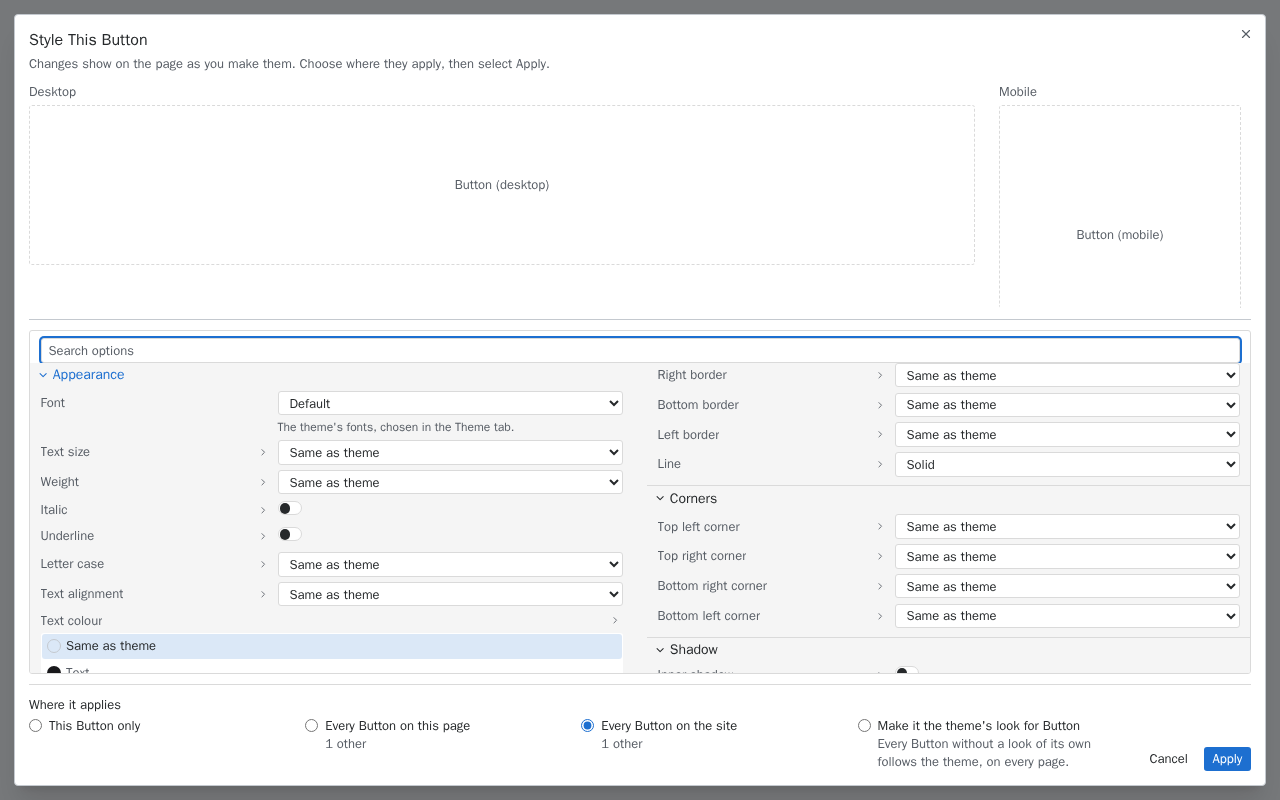 Style This Button
Changes show on the page as you make them. Choose where they apply, then select Apply.
Desktop
Mobile
Button (desktop)
Button (mobile)
Search options
Appearance
Font
Default
The theme's fonts, chosen in the Theme tab.
Text size
Same as theme
Weight
Same as theme
Italic
Underline
Letter case
Same as theme
Text alignment
Same as theme
Text colour
Same as theme
Text
Right border
Same as theme
Bottom border
Same as theme
Left border
Same as theme
Line
Solid
Corners
Top left corner
Same as theme
Top right corner
Same as theme
Bottom right corner
Same as theme
Bottom left corner
Same as theme
Shadow
Inner shadow
Where it applies
This Button only
Every Button on this page
1 other
Every Button on the site
1 other
Make it the theme's look for Button
Every Button without a look of its own
follows the theme, on every page.
Cancel
Apply